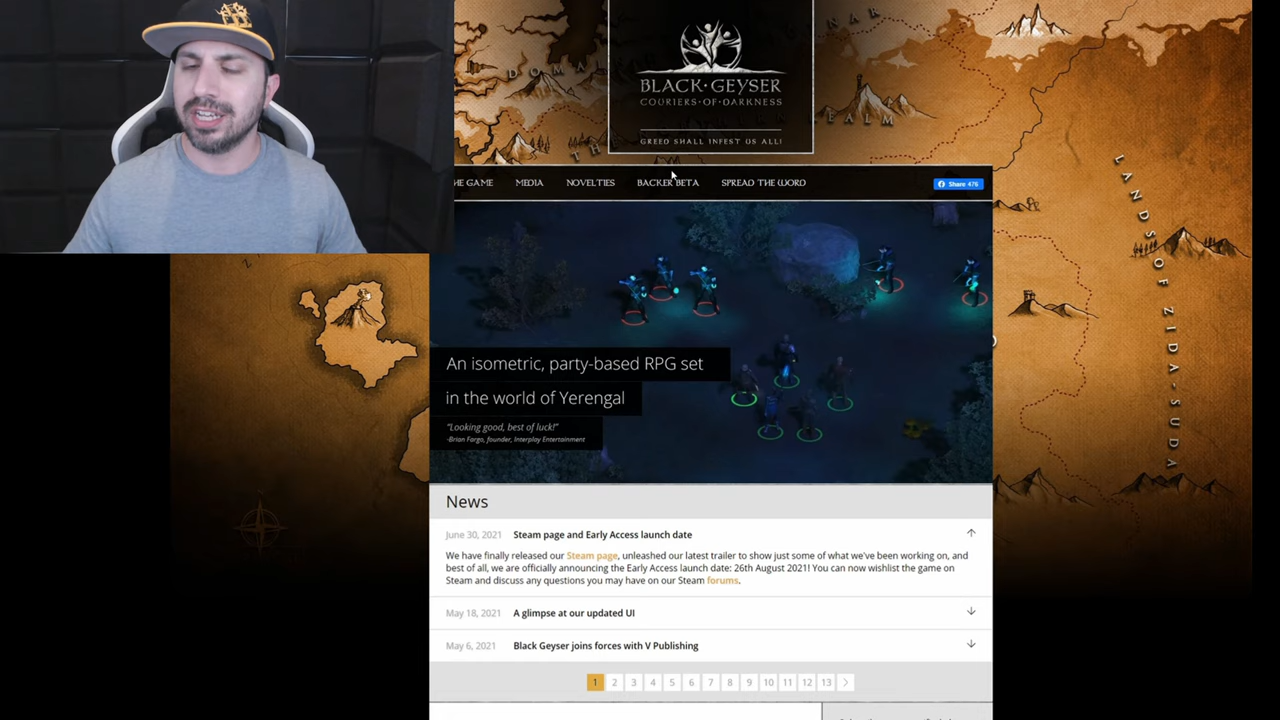 BLACK·GEYSER
COURIERS·OF·DARKNESS
GREED SHALL INFEST US ALL!
HE GAME
MEDIA
NOVELTIES
BACKER BETA
SPREAD THE WORD
Share 476
An isometric, party-based RPG set
in the world of Yerengal
"Looking good, best of luck!"
-Brian Fargo, founder, Interplay Entertainment
LANDS OF ZIDA-SUDA
News
June 30, 2021 Steam page and Early Access launch date
We have finally released our Steam page, unleashed our latest trailer to show just some of what we've been working on, and
best of all, we are officially announcing the Early Access launch date: 26th August 2021! You can now wishlist the game on
Steam and discuss any questions you may have on our Steam forums.
May 18, 2021 A glimpse at our updated UI
May 6, 2021 Black Geyser joins forces with V Publishing
1 2 3 4 5 6 7 8 9 10 11 12 13